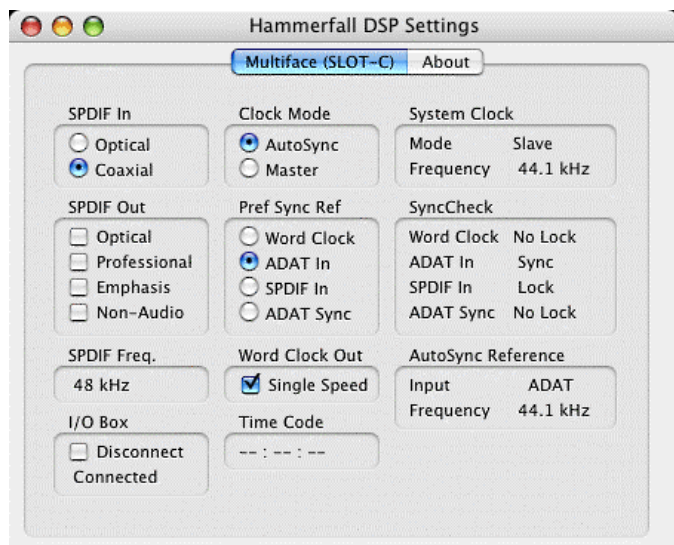 Hammerfall DSP Settings
Multiface (SLOT-C)
About
SPDIF In
Optical
Coaxial
Clock Mode
AutoSync
Master
System Clock
Mode Slave
Frequency 44.1 kHz
SPDIF Out
Optical
Professional
Emphasis
Non-Audio
Pref Sync Ref
Word Clock
ADAT In
SPDIF In
ADAT Sync
SyncCheck
Word Clock No Lock
ADAT In Sync
SPDIF In Lock
ADAT Sync No Lock
SPDIF Freq.
48 kHz
Word Clock Out
Single Speed
AutoSync Reference
Input ADAT
Frequency 44.1 kHz
I/O Box
Disconnect
Connected
Time Code
-- : -- : --